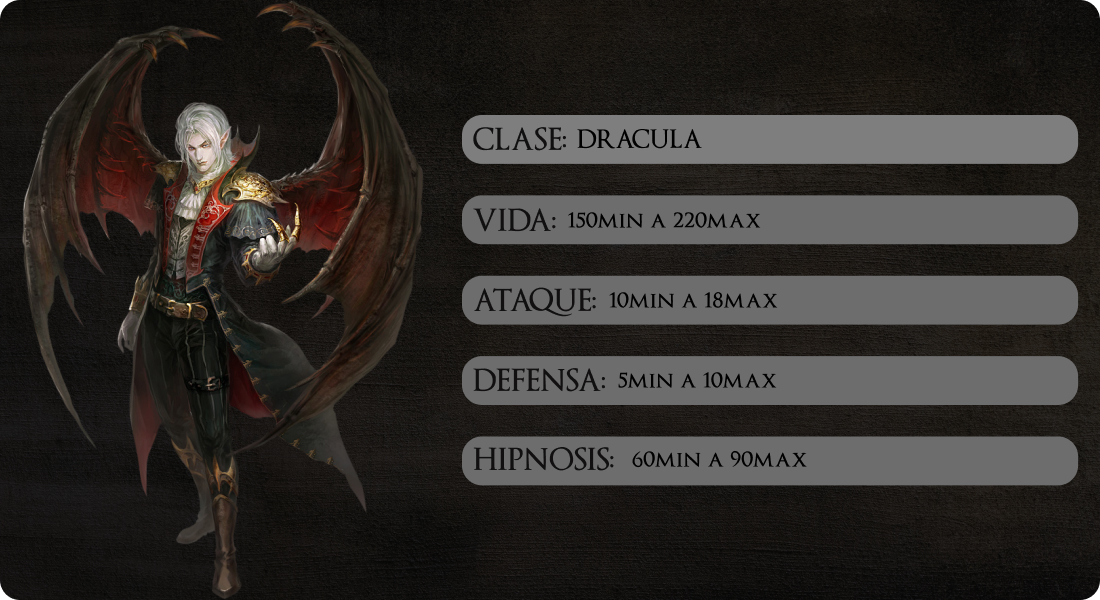 CLASE: DRACULA
VIDA: 150MIN A 220MAX
ATAQUE: 10MIN A 18MAX
DEFENSA: 5MIN A 10MAX
HIPNOSIS: 60MIN A 90MAX